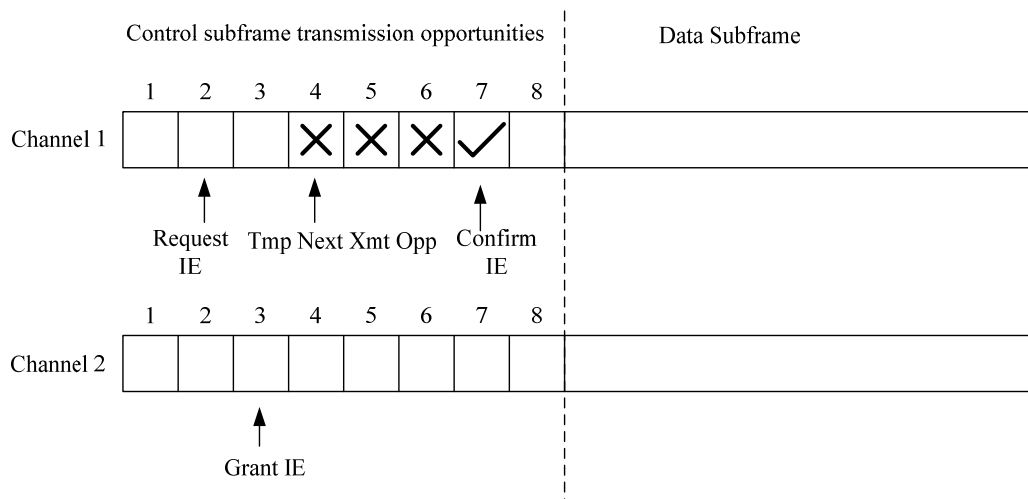 Control subframe transmission opportunities
Data Subframe
1 2 3 4 5 6 7 8
Channel 1
Request IE
Tmp Next Xmt Opp
Confirm IE
1 2 3 4 5 6 7 8
Channel 2
Grant IE